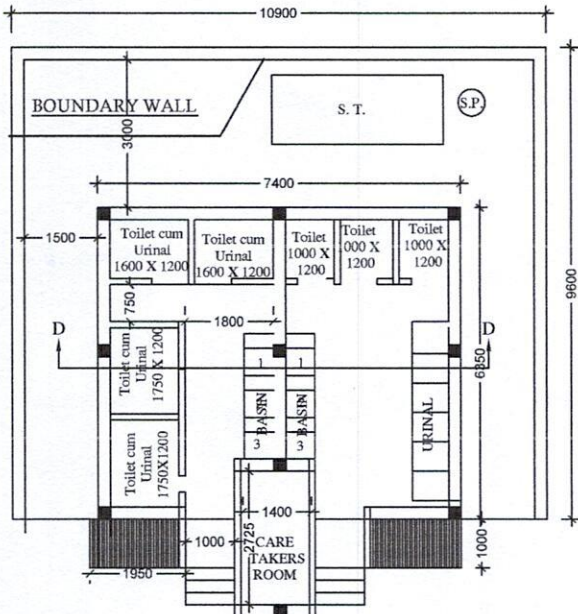 10900
BOUNDARY WALL
S. T.
S.P.
3000
7400
1500
9600
Toilet cum
Urinal
1600 X 1200
Toilet cum
Urinal
1600 X 1200
Toilet
1000 X
1200
Toilet
000 X
1200
Toilet
1000 X
1200
750
1800
D
D
6350
Toilet cum
Urinal
1750 X 1200
1
1
BASIN
BASIN
3
3
URINAL
Toilet cum
Urinal
1750X1200
1400
2725
1000
CARE
TAKERS
ROOM
1000
1950